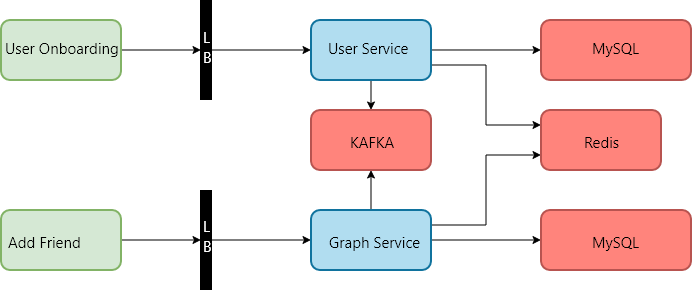 User Onboarding
L
B
User Service
MySQL
KAFKA
Redis
Add Friend
L
B
Graph Service
MySQL